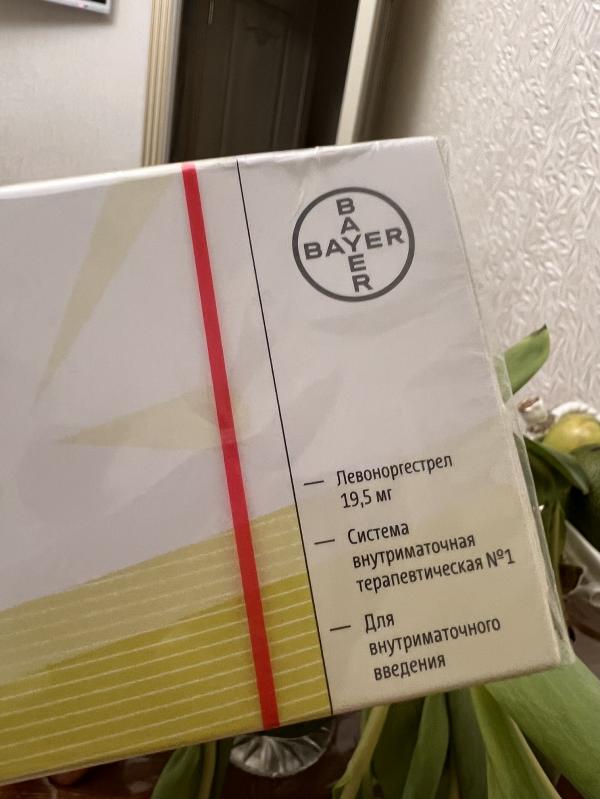 BAYER
BAYER
— Левоноргестрел
19,5 мг
— Система
внутриматочная
терапевтическая №1
— Для
внутриматочного
введения